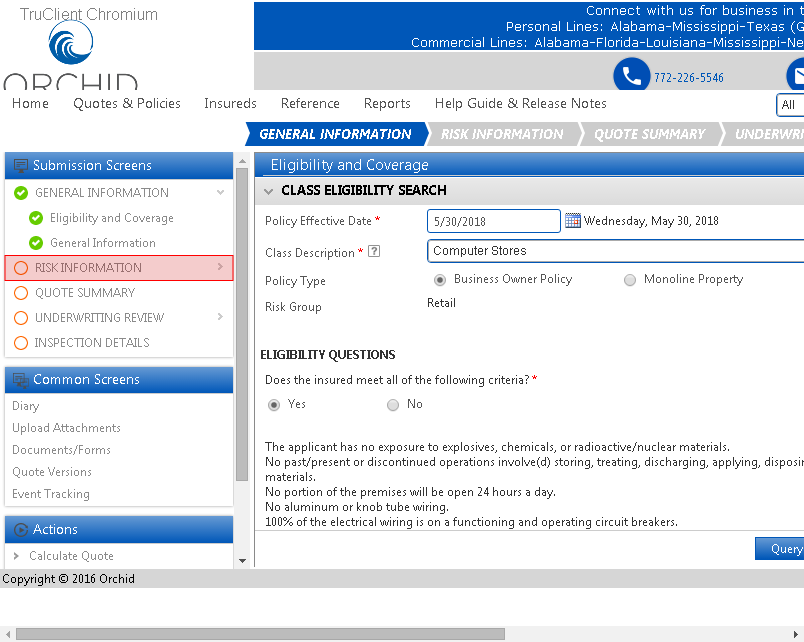 TruClient Chromium
ORCHID
Connect with us for business in t
Personal Lines: Alabama-Mississippi-Texas (G
Commercial Lines: Alabama-Florida-Louisiana-Mississippi-Ne
772-226-5546
Home Quotes & Policies Insureds Reference Reports Help Guide & Release Notes All
GENERAL INFORMATION RISK INFORMATION QUOTE SUMMARY UNDERWRI
Submission Screens
GENERAL INFORMATION
Eligibility and Coverage
General Information
RISK INFORMATION
QUOTE SUMMARY
UNDERWRITING REVIEW
INSPECTION DETAILS
Common Screens
Diary
Upload Attachments
Documents/Forms
Quote Versions
Event Tracking
Actions
Calculate Quote
Eligibility and Coverage
CLASS ELIGIBILITY SEARCH
Policy Effective Date * 5/30/2018 Wednesday, May 30, 2018
Class Description * ? Computer Stores
Policy Type Business Owner Policy Monoline Property
Risk Group Retail
ELIGIBILITY QUESTIONS
Does the insured meet all of the following criteria? *
Yes No
The applicant has no exposure to explosives, chemicals, or radioactive/nuclear materials.
No past/present or discontinued operations involve(d) storing, treating, discharging, applying, disposin
materials.
No portion of the premises will be open 24 hours a day.
No aluminum or knob tube wiring.
100% of the electrical wiring is on a functioning and operating circuit breakers.
Query
Copyright © 2016 Orchid